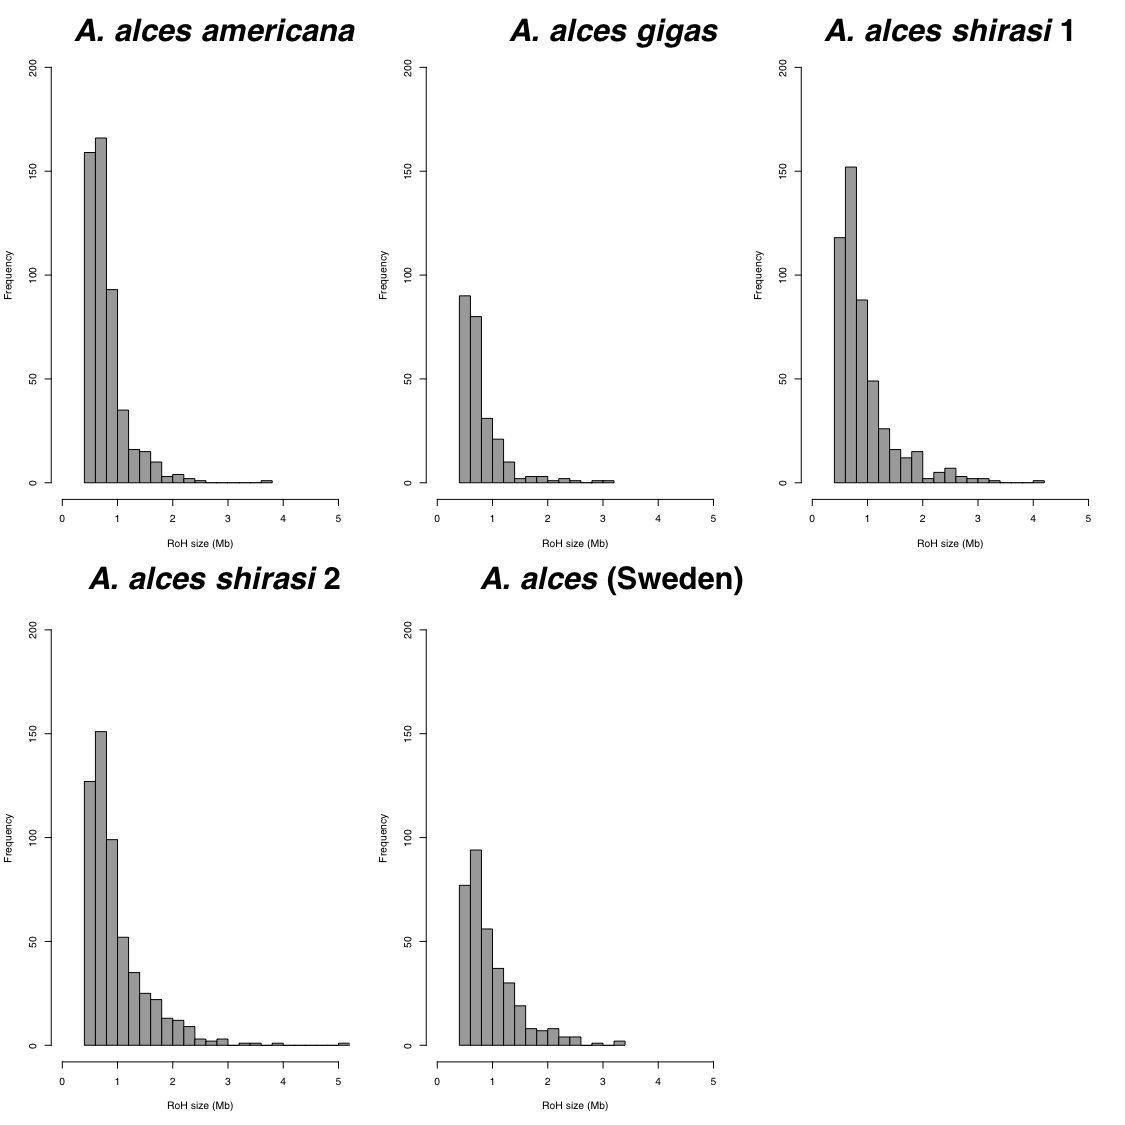 A. alces americana
200
150
100
50
0
Frequency
0 1 2 3 4 5
RoH size (Mb)
A. alces gigas
200
150
100
50
0
Frequency
0 1 2 3 4 5
RoH size (Mb)
A. alces shirasi 1
200
150
100
50
0
Frequency
0 1 2 3 4 5
RoH size (Mb)
A. alces shirasi 2
200
150
100
50
0
Frequency
0 1 2 3 4 5
RoH size (Mb)
A. alces (Sweden)
200
150
100
50
0
Frequency
0 1 2 3 4 5
RoH size (Mb)